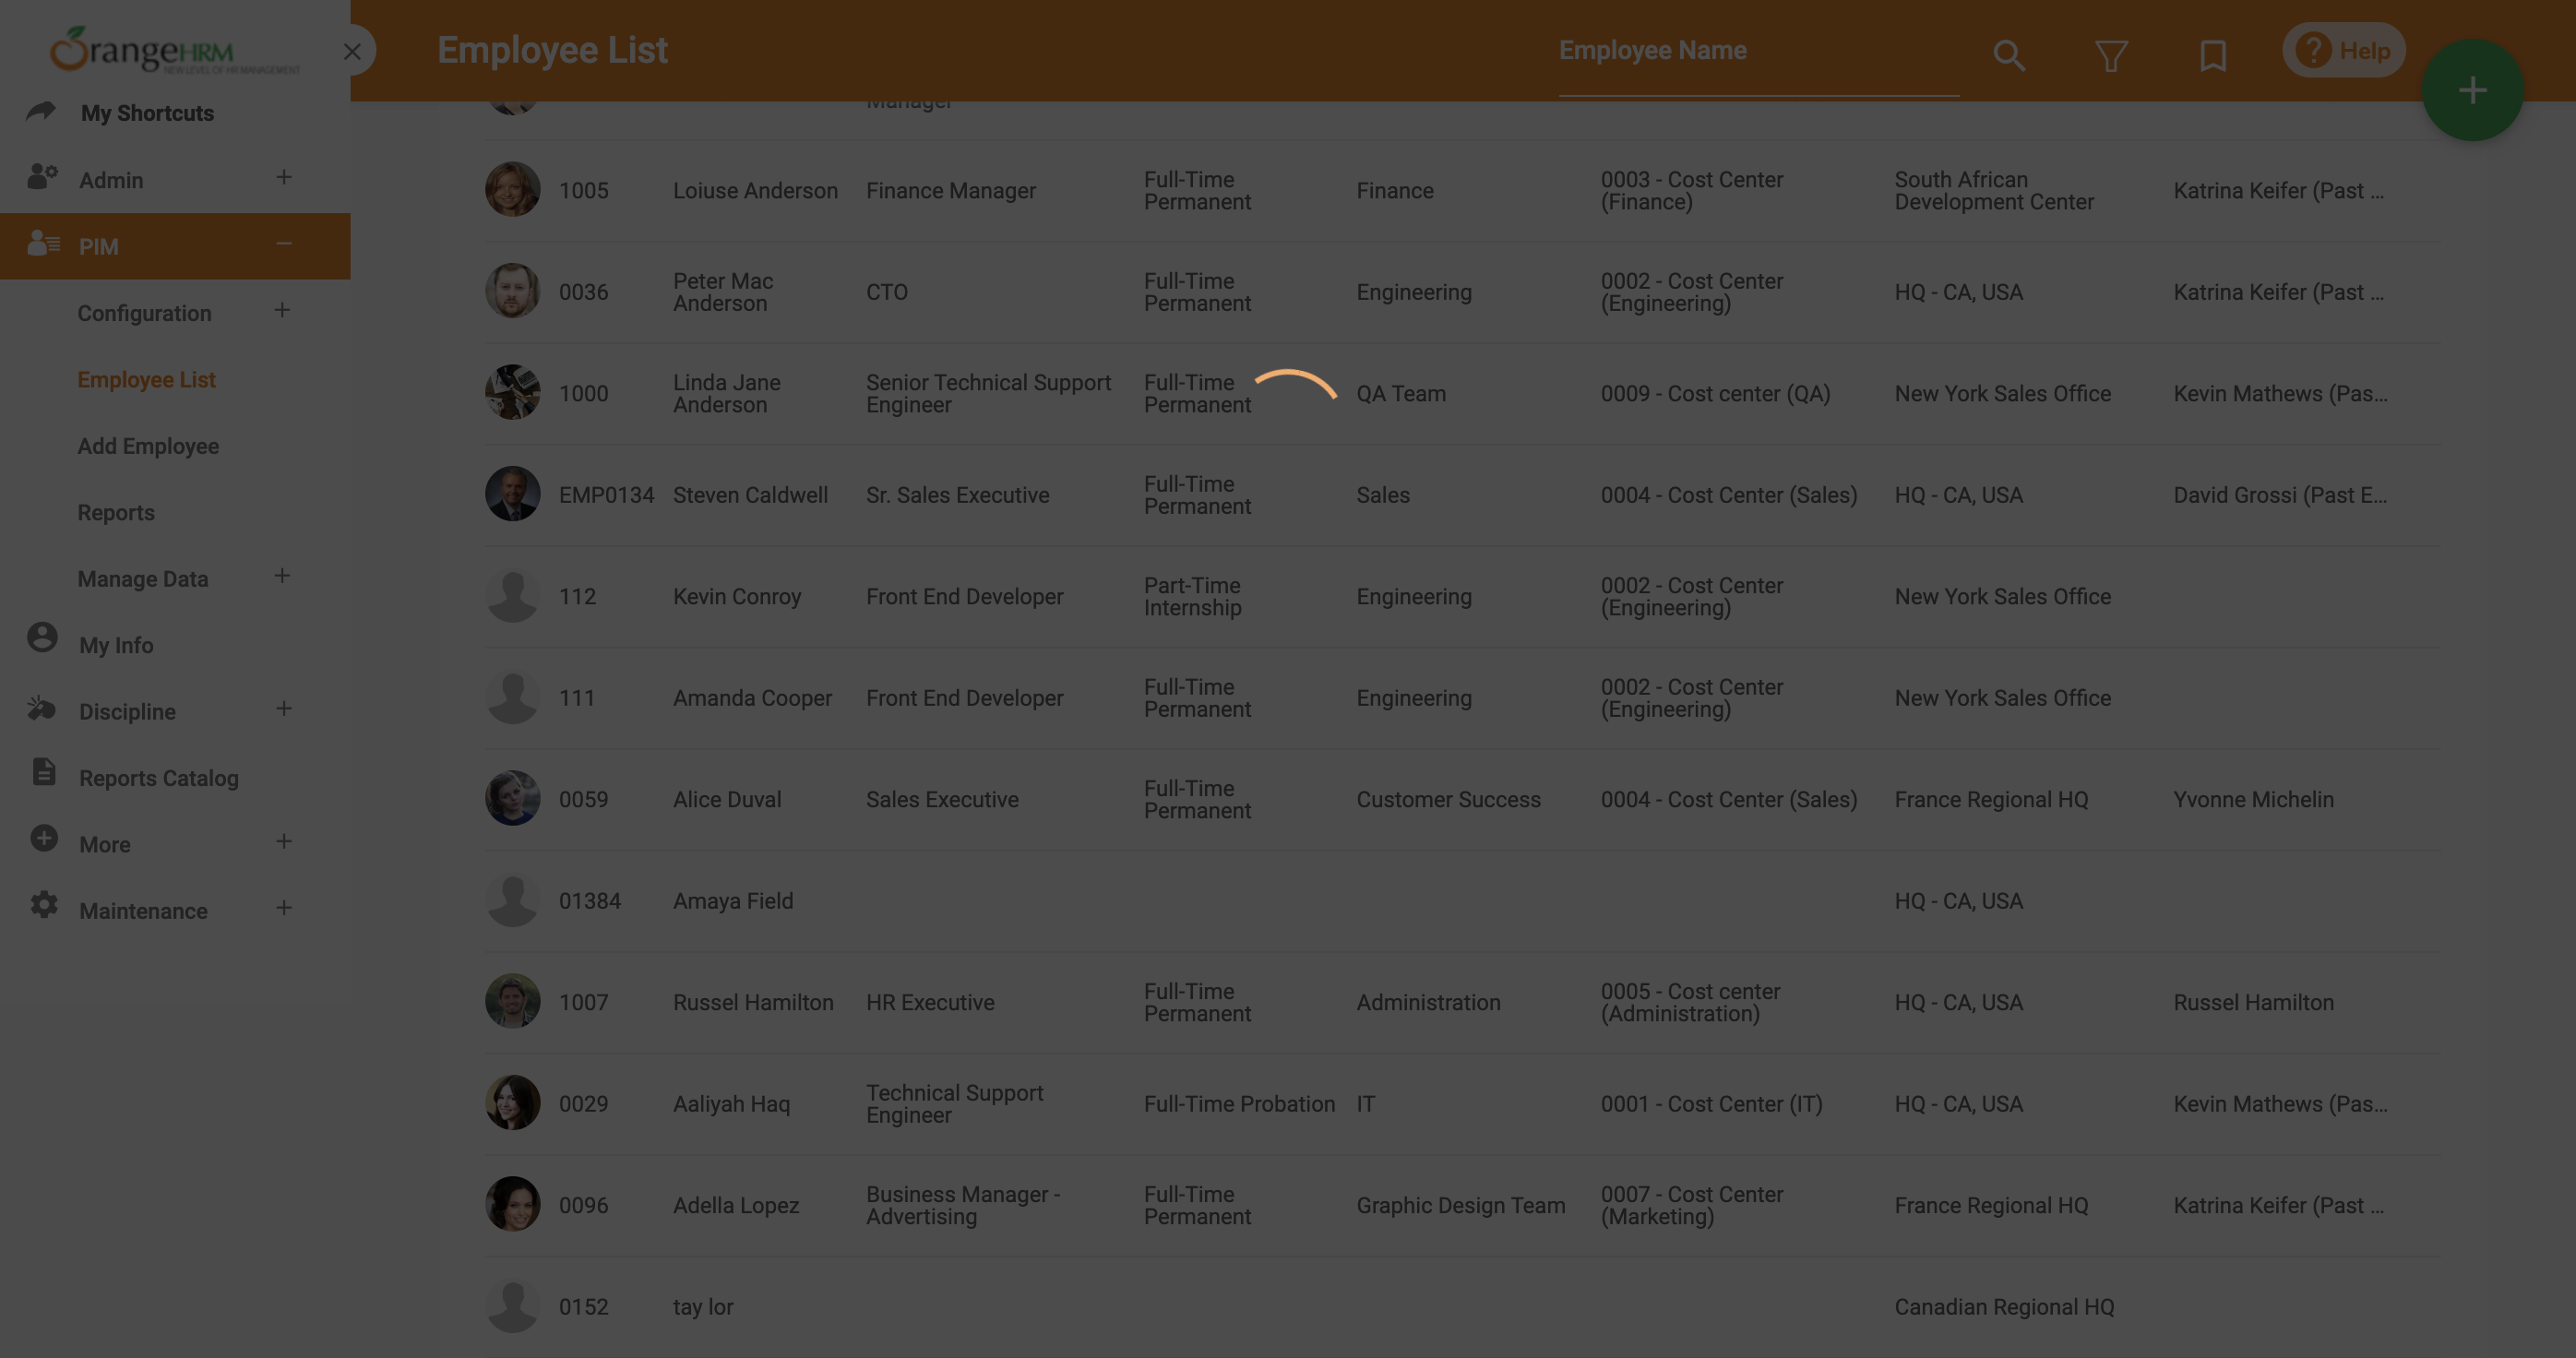 OrangeHRM
NEW LEVEL OF HR MANAGEMENT
Employee List
Employee Name
Help
My Shortcuts
Admin
PIM
Configuration
Employee List
Add Employee
Reports
Manage Data
My Info
Discipline
Reports Catalog
More
Maintenance
Manager
1005 Loiuse Anderson Finance Manager Full-Time Permanent Finance 0003 - Cost Center (Finance) South African Development Center Katrina Keifer (Past ...
0036 Peter Mac Anderson CTO Full-Time Permanent Engineering 0002 - Cost Center (Engineering) HQ - CA, USA Katrina Keifer (Past ...
1000 Linda Jane Anderson Senior Technical Support Engineer Full-Time Permanent QA Team 0009 - Cost center (QA) New York Sales Office Kevin Mathews (Pas...
EMP0134 Steven Caldwell Sr. Sales Executive Full-Time Permanent Sales 0004 - Cost Center (Sales) HQ - CA, USA David Grossi (Past E...
112 Kevin Conroy Front End Developer Part-Time Internship Engineering 0002 - Cost Center (Engineering) New York Sales Office
111 Amanda Cooper Front End Developer Full-Time Permanent Engineering 0002 - Cost Center (Engineering) New York Sales Office
0059 Alice Duval Sales Executive Full-Time Permanent Customer Success 0004 - Cost Center (Sales) France Regional HQ Yvonne Michelin
01384 Amaya Field HQ - CA, USA
1007 Russel Hamilton HR Executive Full-Time Permanent Administration 0005 - Cost center (Administration) HQ - CA, USA Russel Hamilton
0029 Aaliyah Haq Technical Support Engineer Full-Time Probation IT 0001 - Cost Center (IT) HQ - CA, USA Kevin Mathews (Pas...
0096 Adella Lopez Business Manager - Advertising Full-Time Permanent Graphic Design Team 0007 - Cost Center (Marketing) France Regional HQ Katrina Keifer (Past ...
0152 tay lor Canadian Regional HQ